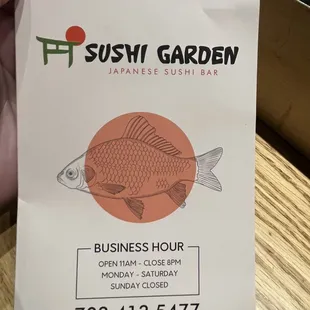 SUSHI GARDEN
JAPANESE SUSHI BAR
BUSINESS HOUR
OPEN 11AM - CLOSE 8PM
MONDAY - SATURDAY
SUNDAY CLOSED